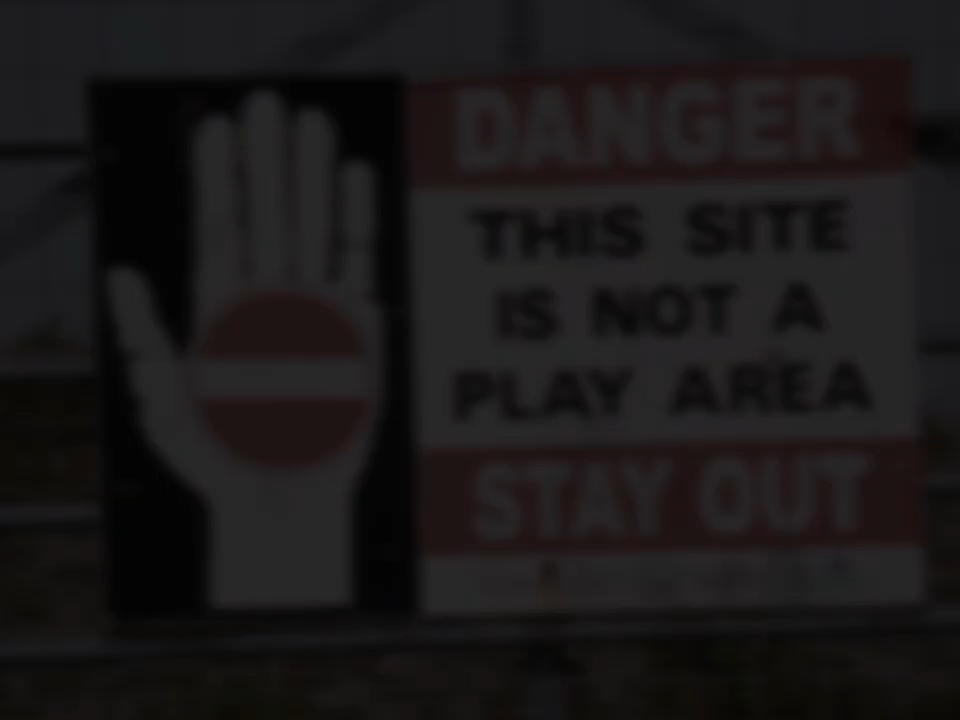 DANGER
THIS SITE
IS NOT A
PLAY AREA
STAY OUT